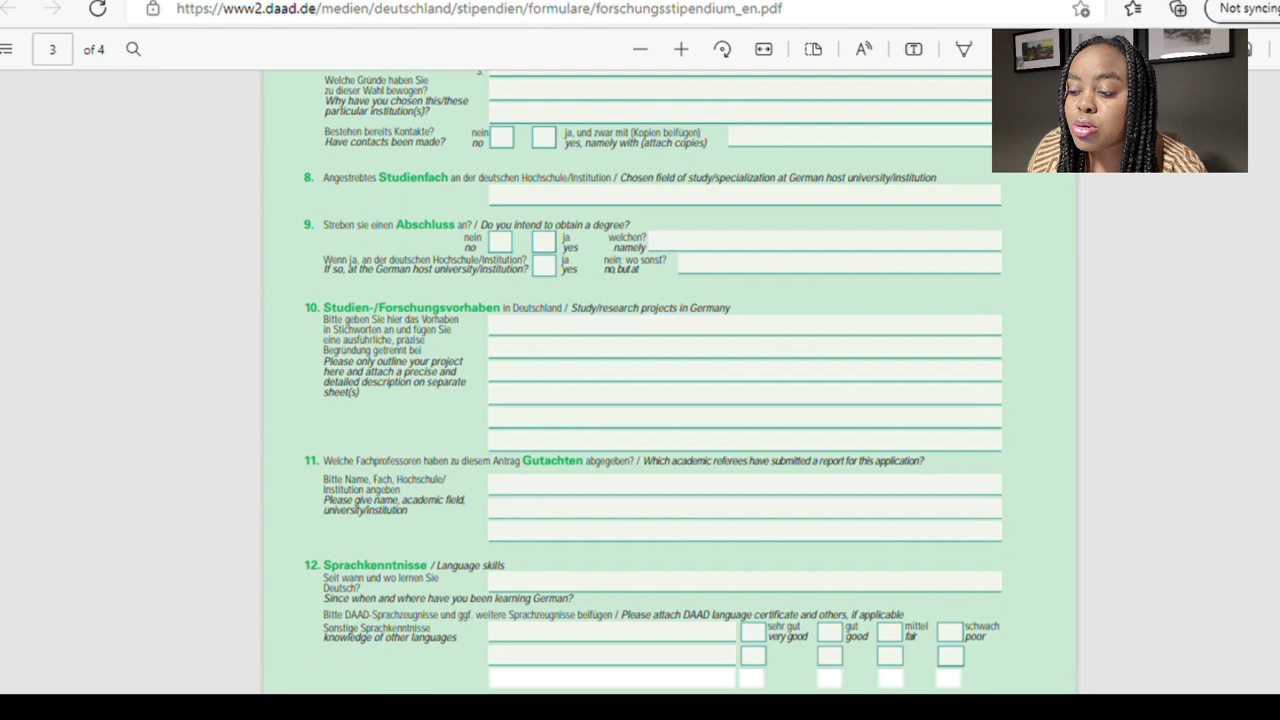 https://www2.daad.de/medien/deutschland/stipendien/formulare/forschungsstipendium_en.pdf
Not syncing
3 of 4
3.
Welche Gründe haben Sie
zu dieser Wahl bewogen?
Why have you chosen this/these
particular institution(s)?
Bestehen bereits Kontakte? nein ja, und zwar mit (Kopien beifügen)
Have contacts been made? no yes, namely with (attach copies)
8. Angestrebtes Studienfach an der deutschen Hochschule/Institution / Chosen field of study/specialization at German host university/institution
9. Streben sie einen Abschluss an? / Do you intend to obtain a degree?
nein ja welchen?
no yes namely
Wenn ja, an der deutschen Hochschule/Institution? ja nein: wo sonst?
If so, at the German host university/institution? yes no, but at
10. Studien-/Forschungsvorhaben in Deutschland / Study/research projects in Germany
Bitte geben Sie hier das Vorhaben
in Stichworten an und fügen Sie
eine ausführliche, präzise
Begründung getrennt bei
Please only outline your project
here and attach a precise and
detailed description on separate
sheet(s)
11. Welche Fachprofessoren haben zu diesem Antrag Gutachten abgegeben? / Which academic referees have submitted a report for this application?
Bitte Name, Fach, Hochschule/
Institution angeben
Please give name, academic field,
university/institution
12. Sprachkenntnisse / Language skills
Seit wann und wo lernen Sie
Deutsch?
Since when and where have you been learning German?
Bitte DAAD-Sprachzeugnisse und ggf. weitere Sprachzeugnisse beifügen / Please attach DAAD language certificate and others, if applicable
Sonstige Sprachkenntnisse sehr gut gut mittel schwach
knowledge of other languages very good good fair poor